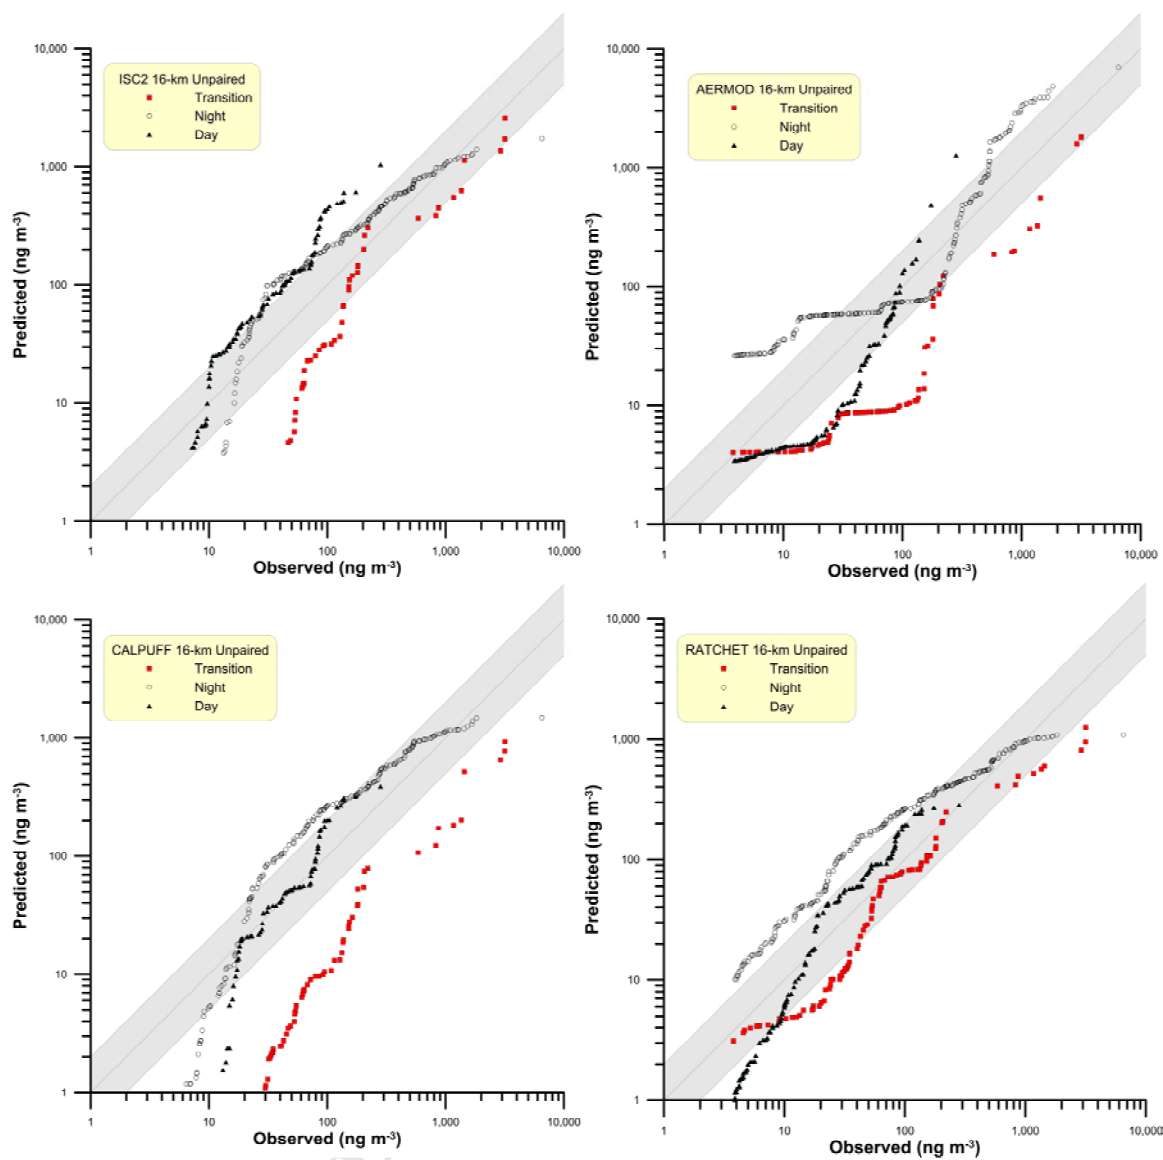 ISC2 16-km Unpaired
Transition
Night
Day
10,000
1,000
100
10
1
Predicted (ng m-3)
1
10
100
1,000
10,000
Observed (ng m-3)
AERMOD 16-km Unpaired
Transition
Night
Day
10,000
1,000
100
10
1
Predicted (ng m-3)
1
10
100
1,000
10,000
Observed (ng m-3)
CALPUFF 16-km Unpaired
Transition
Night
Day
10,000
1,000
100
10
1
Predicted (ng m-3)
1
10
100
1,000
10,000
Observed (ng m-3)
RATCHET 16-km Unpaired
Transition
Night
Day
10,000
1,000
100
10
1
Predicted (ng m-3)
1
10
100
1,000
10,000
Observed (ng m-3)